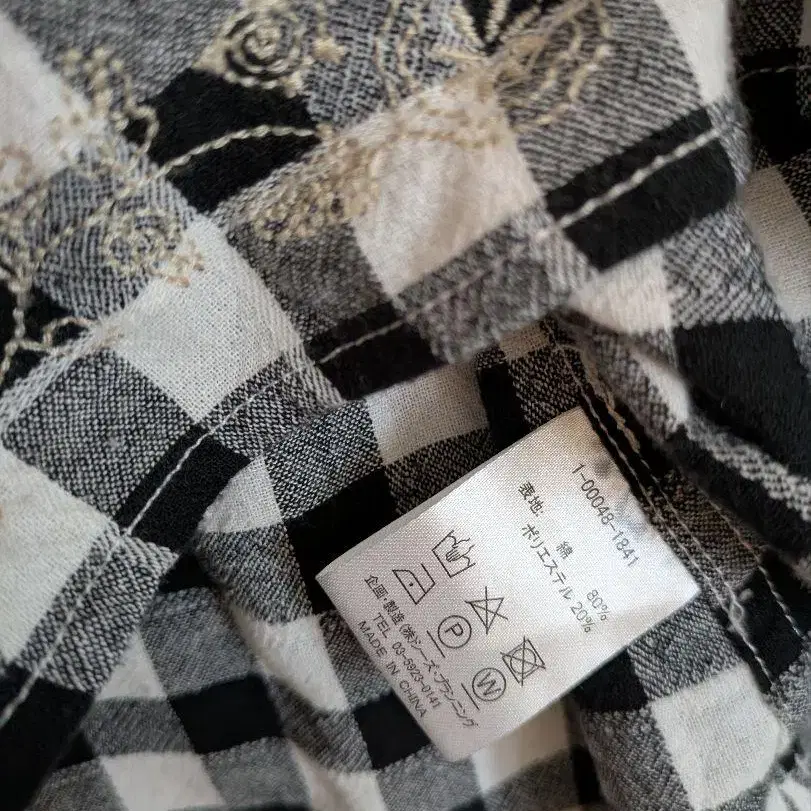 1-00048-1841
表地: 綿 80%
ポリエステル 20%
P
W
企画・製造 (株)シーズ・プランニング
TEL 03-5923-0141
MADE IN CHINA